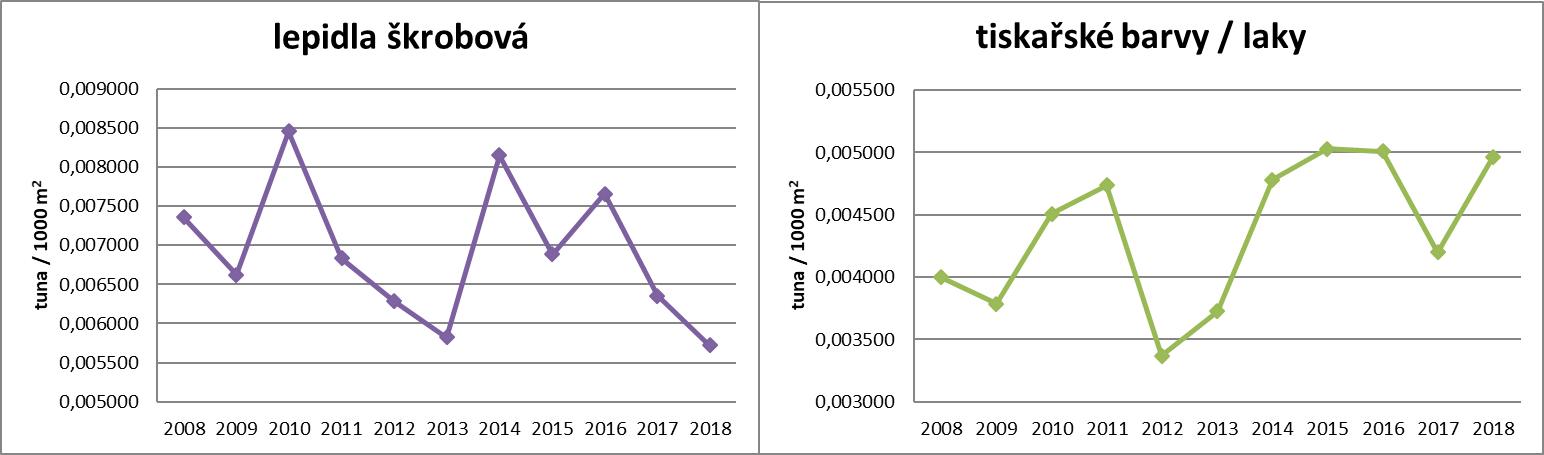 lepidla škrobová
tuna / 1000 m²
0,009000
0,008500
0,008000
0,007500
0,007000
0,006500
0,006000
0,005500
0,005000
2008 2009 2010 2011 2012 2013 2014 2015 2016 2017 2018
tiskařské barvy / laky
tuna / 1000 m²
0,005500
0,005000
0,004500
0,004000
0,003500
0,003000
2008 2009 2010 2011 2012 2013 2014 2015 2016 2017 2018